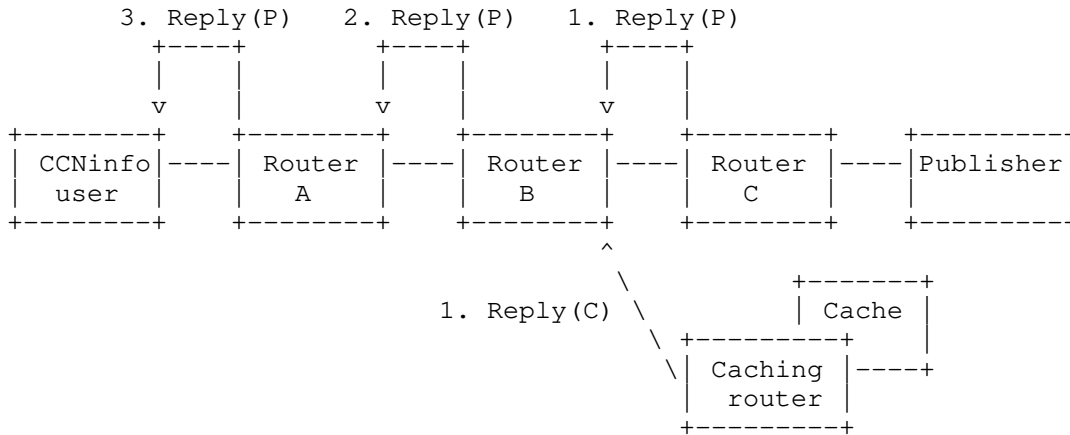 3. Reply(P) 2. Reply(P) 1. Reply(P)
CCNinfo Router Router Router Publisher
user A B C
1. Reply(C) Cache
Caching
router